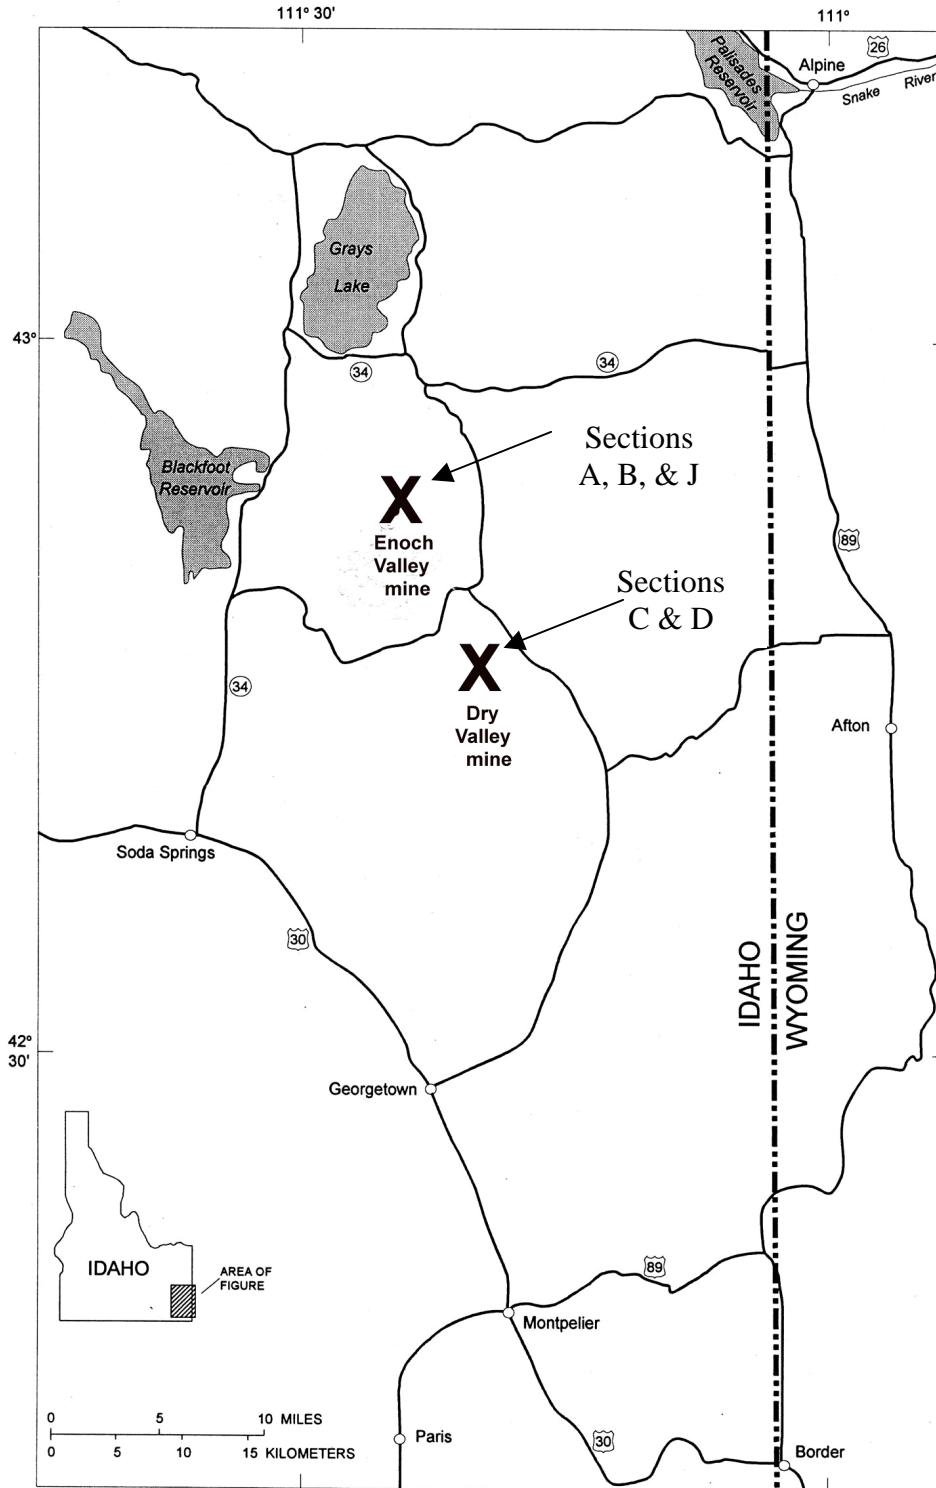 111° 30'
111°
26
Palisades
Reservoir
Alpine
Snake River
Grays
Lake
43°
34
34
Sections
A, B, & J
Blackfoot
Reservoir
X
Enoch
Valley
mine
89
Sections
C & D
X
34
Dry
Valley
mine
Afton
Soda Springs
30
IDAHO
WYOMING
42°
30'
Georgetown
IDAHO
AREA OF
FIGURE
89
Montpelier
0 5 10 MILES
0 5 10 15 KILOMETERS
Paris
30
Border